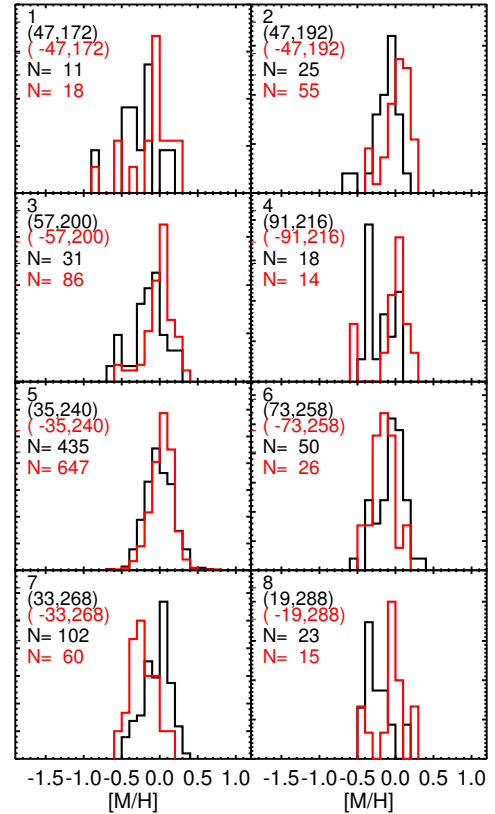 1
(47,172)
( -47,172)
N= 11
N= 18
2
(47,192)
( -47,192)
N= 25
N= 55
3
(57,200)
( -57,200)
N= 31
N= 86
4
(91,216)
( -91,216)
N= 18
N= 14
5
(35,240)
( -35,240)
N= 435
N= 647
6
(73,258)
( -73,258)
N= 50
N= 26
7
(33,268)
( -33,268)
N= 102
N= 60
8
(19,288)
( -19,288)
N= 23
N= 15
-1.5 -1.0 -0.5 0.0 0.5 1.0
-1.5 -1.0 -0.5 0.0 0.5 1.0
[M/H]
[M/H]